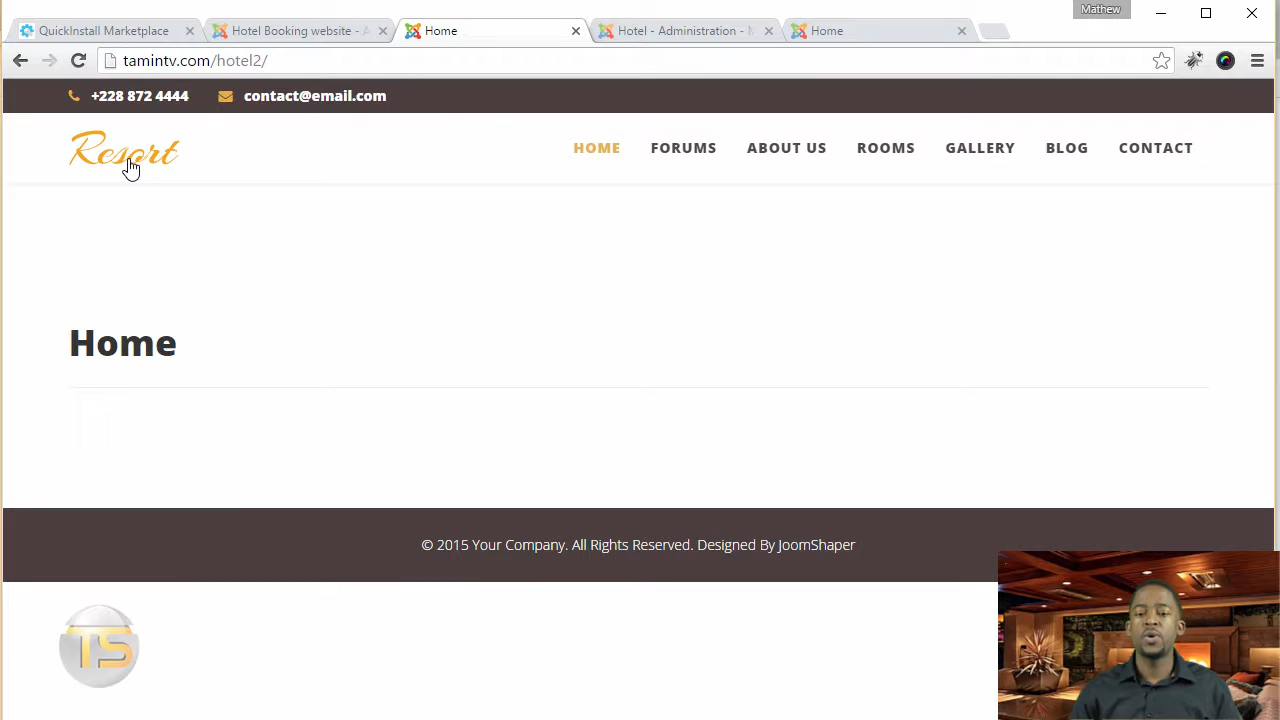 Mathew
QuickInstall Marketplace
Hotel Booking website - A
Home
Hotel - Administration - M
Home
tamintv.com/hotel2/
+228 872 4444 contact@email.com
Resort
HOME FORUMS ABOUT US ROOMS GALLERY BLOG CONTACT
Home
© 2015 Your Company. All Rights Reserved. Designed By JoomShaper
TS